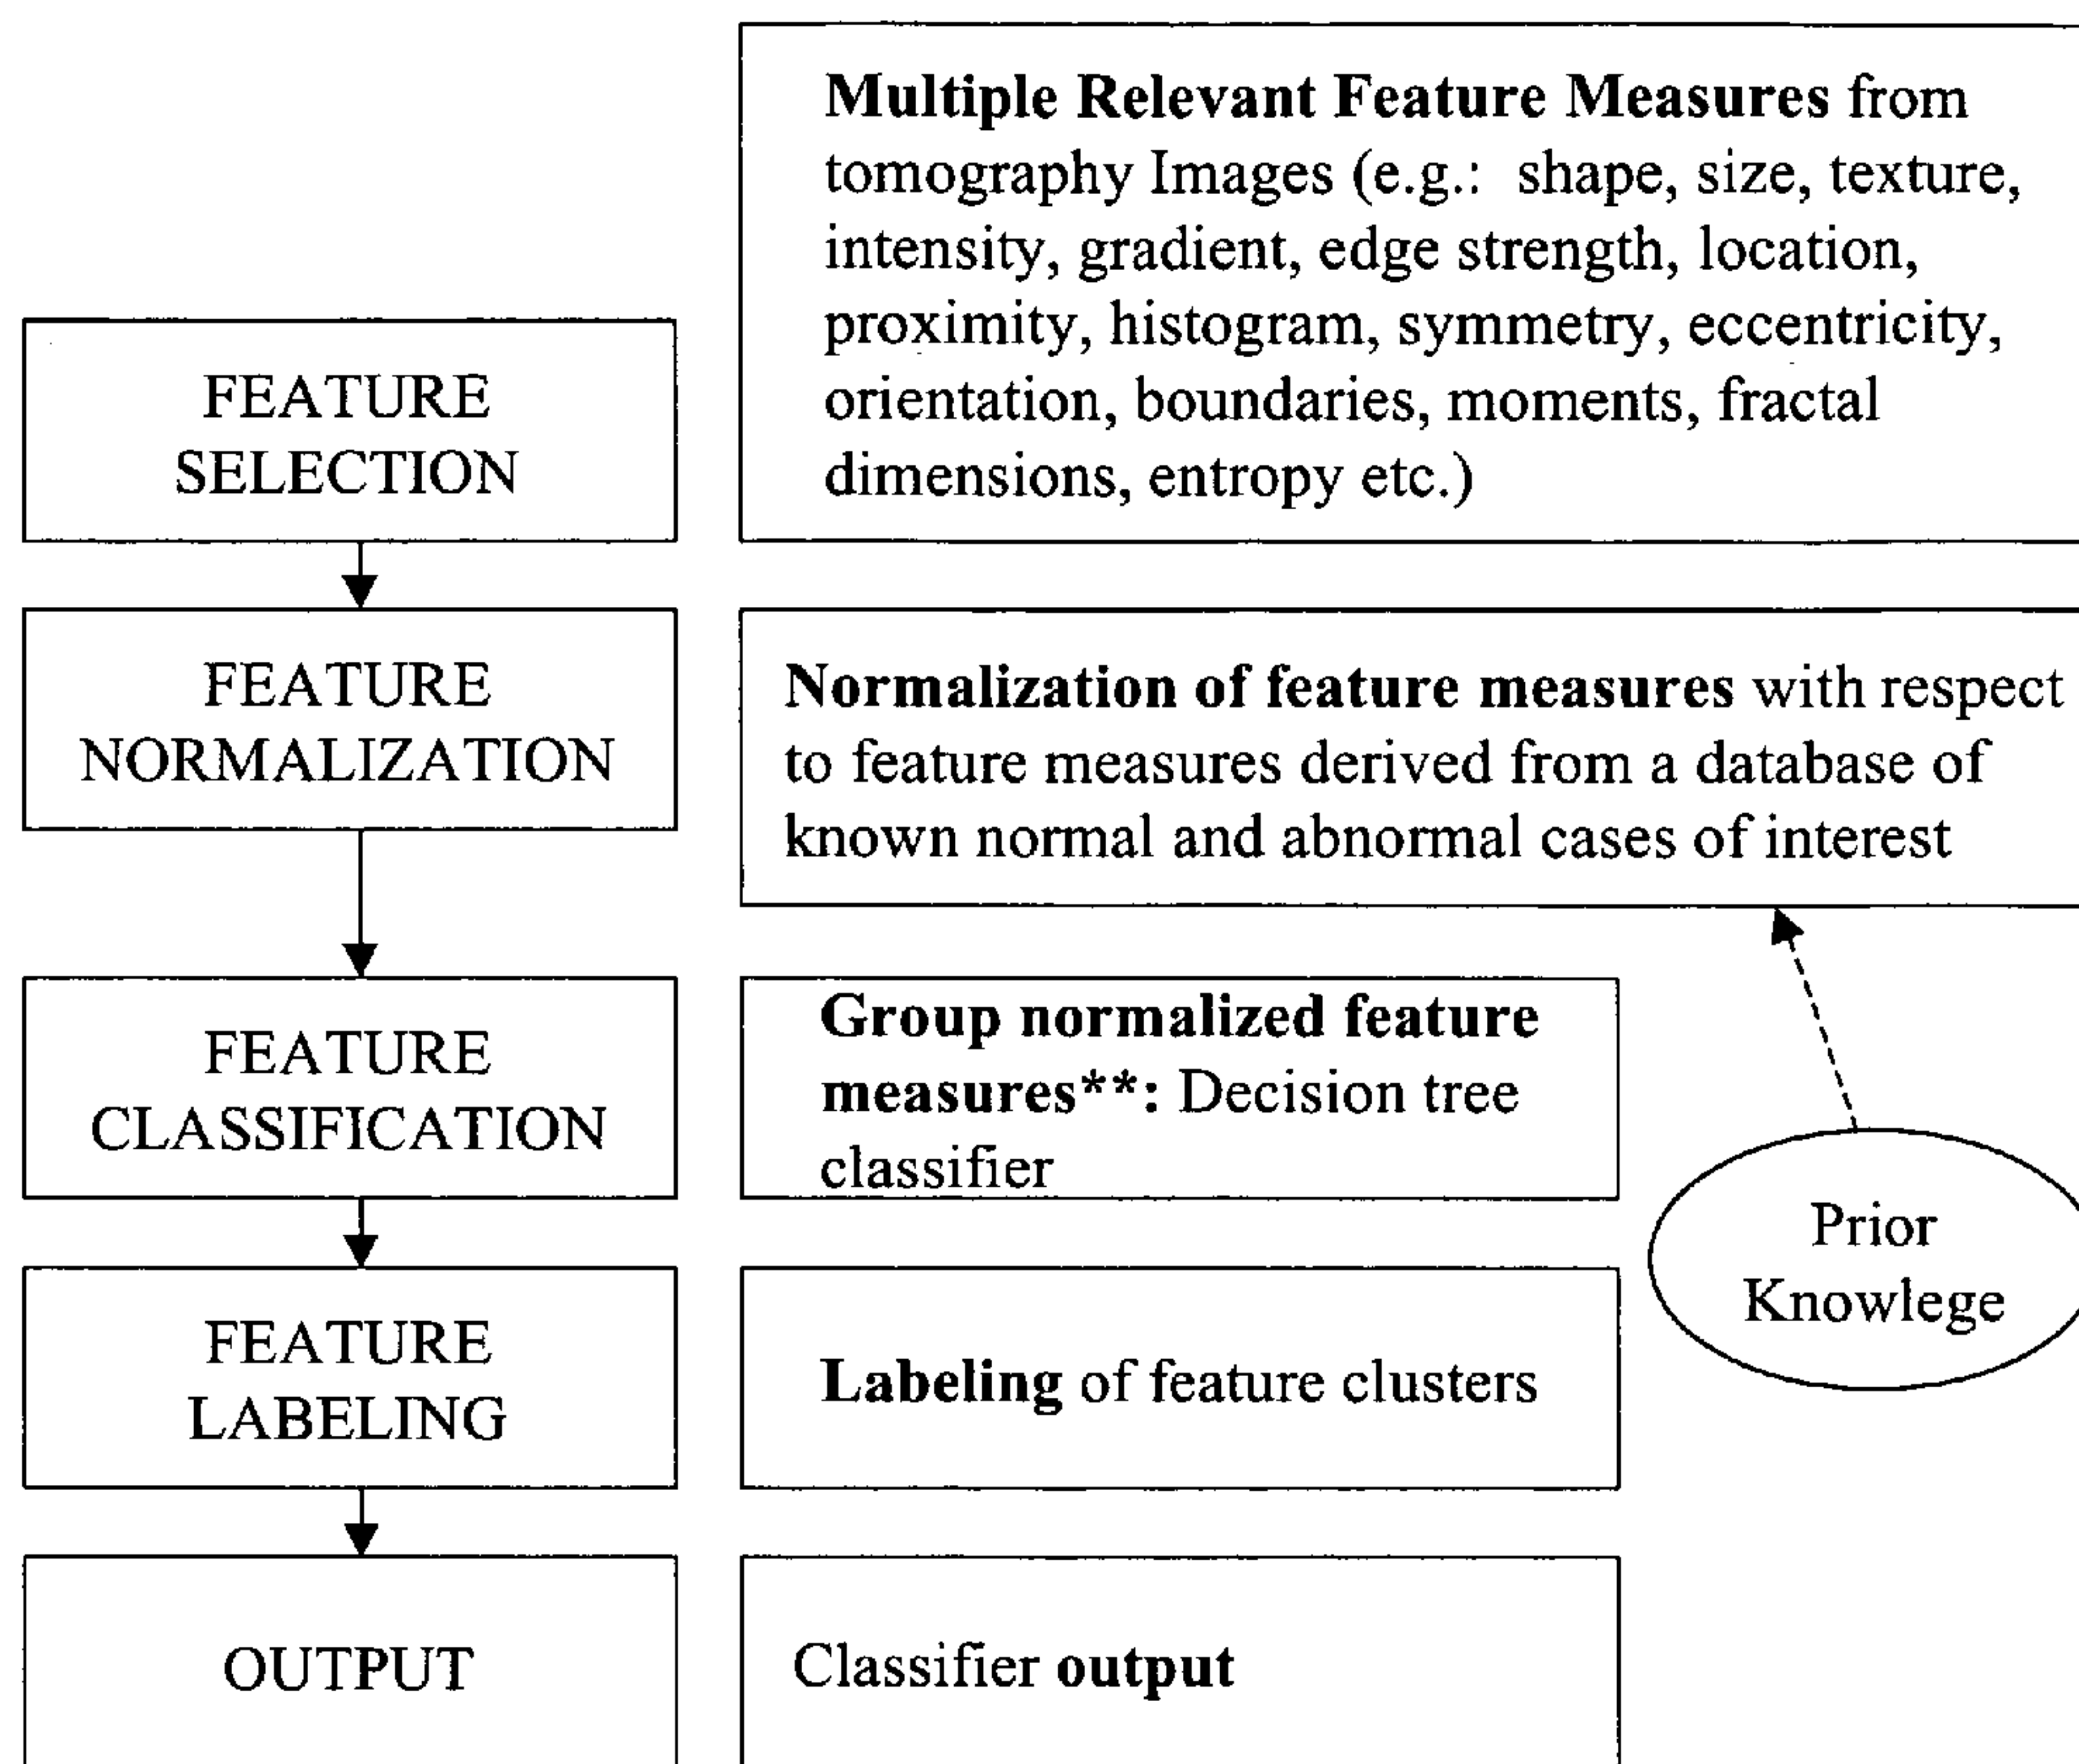 Multiple Relevant Feature Measures from
tomography Images (e.g.: shape, size, texture,
intensity, gradient, edge strength, location,
proximity, histogram, symmetry, eccentricity,
orientation, boundaries, moments, fractal
dimensions, entropy etc.)
FEATURE
SELECTION
FEATURE
NORMALIZATION
Normalization of feature measures with respect
to feature measures derived from a database of
known normal and abnormal cases of interest
FEATURE
CLASSIFICATION
Group normalized feature
measures**: Decision tree
classifier
Prior
Knowlege
FEATURE
LABELING
Labeling of feature clusters
OUTPUT
Classifier output